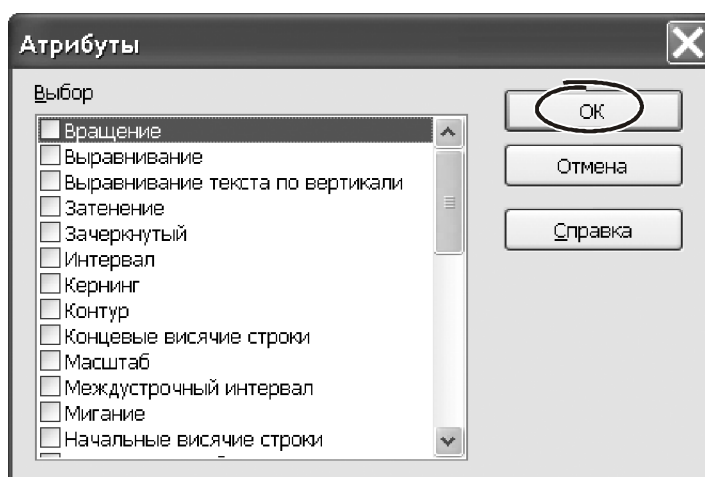 Атрибуты
Выбор
Вращение
Выравнивание
Выравнивание текста по вертикали
Затенение
Зачеркнутый
Интервал
Кернинг
Контур
Концевые висячие строки
Масштаб
Междустрочный интервал
Мигание
Начальные висячие строки
ОК
Отмена
Справка